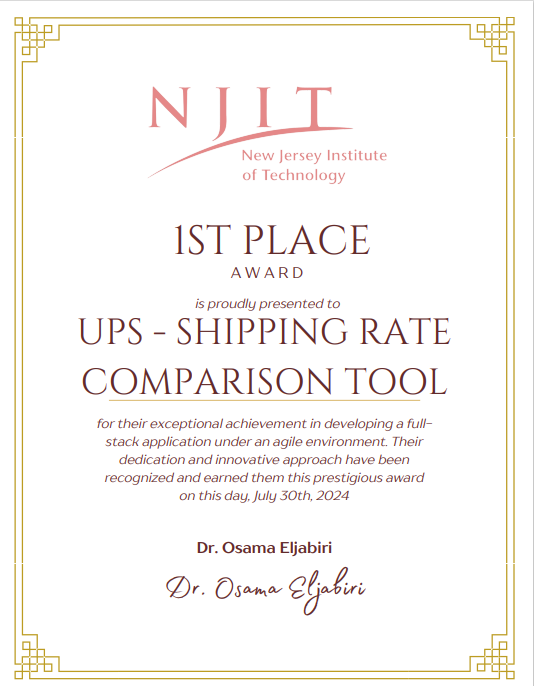 NJIT
New Jersey Institute
of Technology
1ST PLACE
AWARD
is proudly presented to
UPS - SHIPPING RATE
COMPARISON TOOL
for their exceptional achievement in developing a full-
stack application under an agile environment. Their
dedication and innovative approach have been
recognized and earned them this prestigious award
on this day, July 30th, 2024
Dr. Osama Eljabiri
Dr. Osama Eljabiri